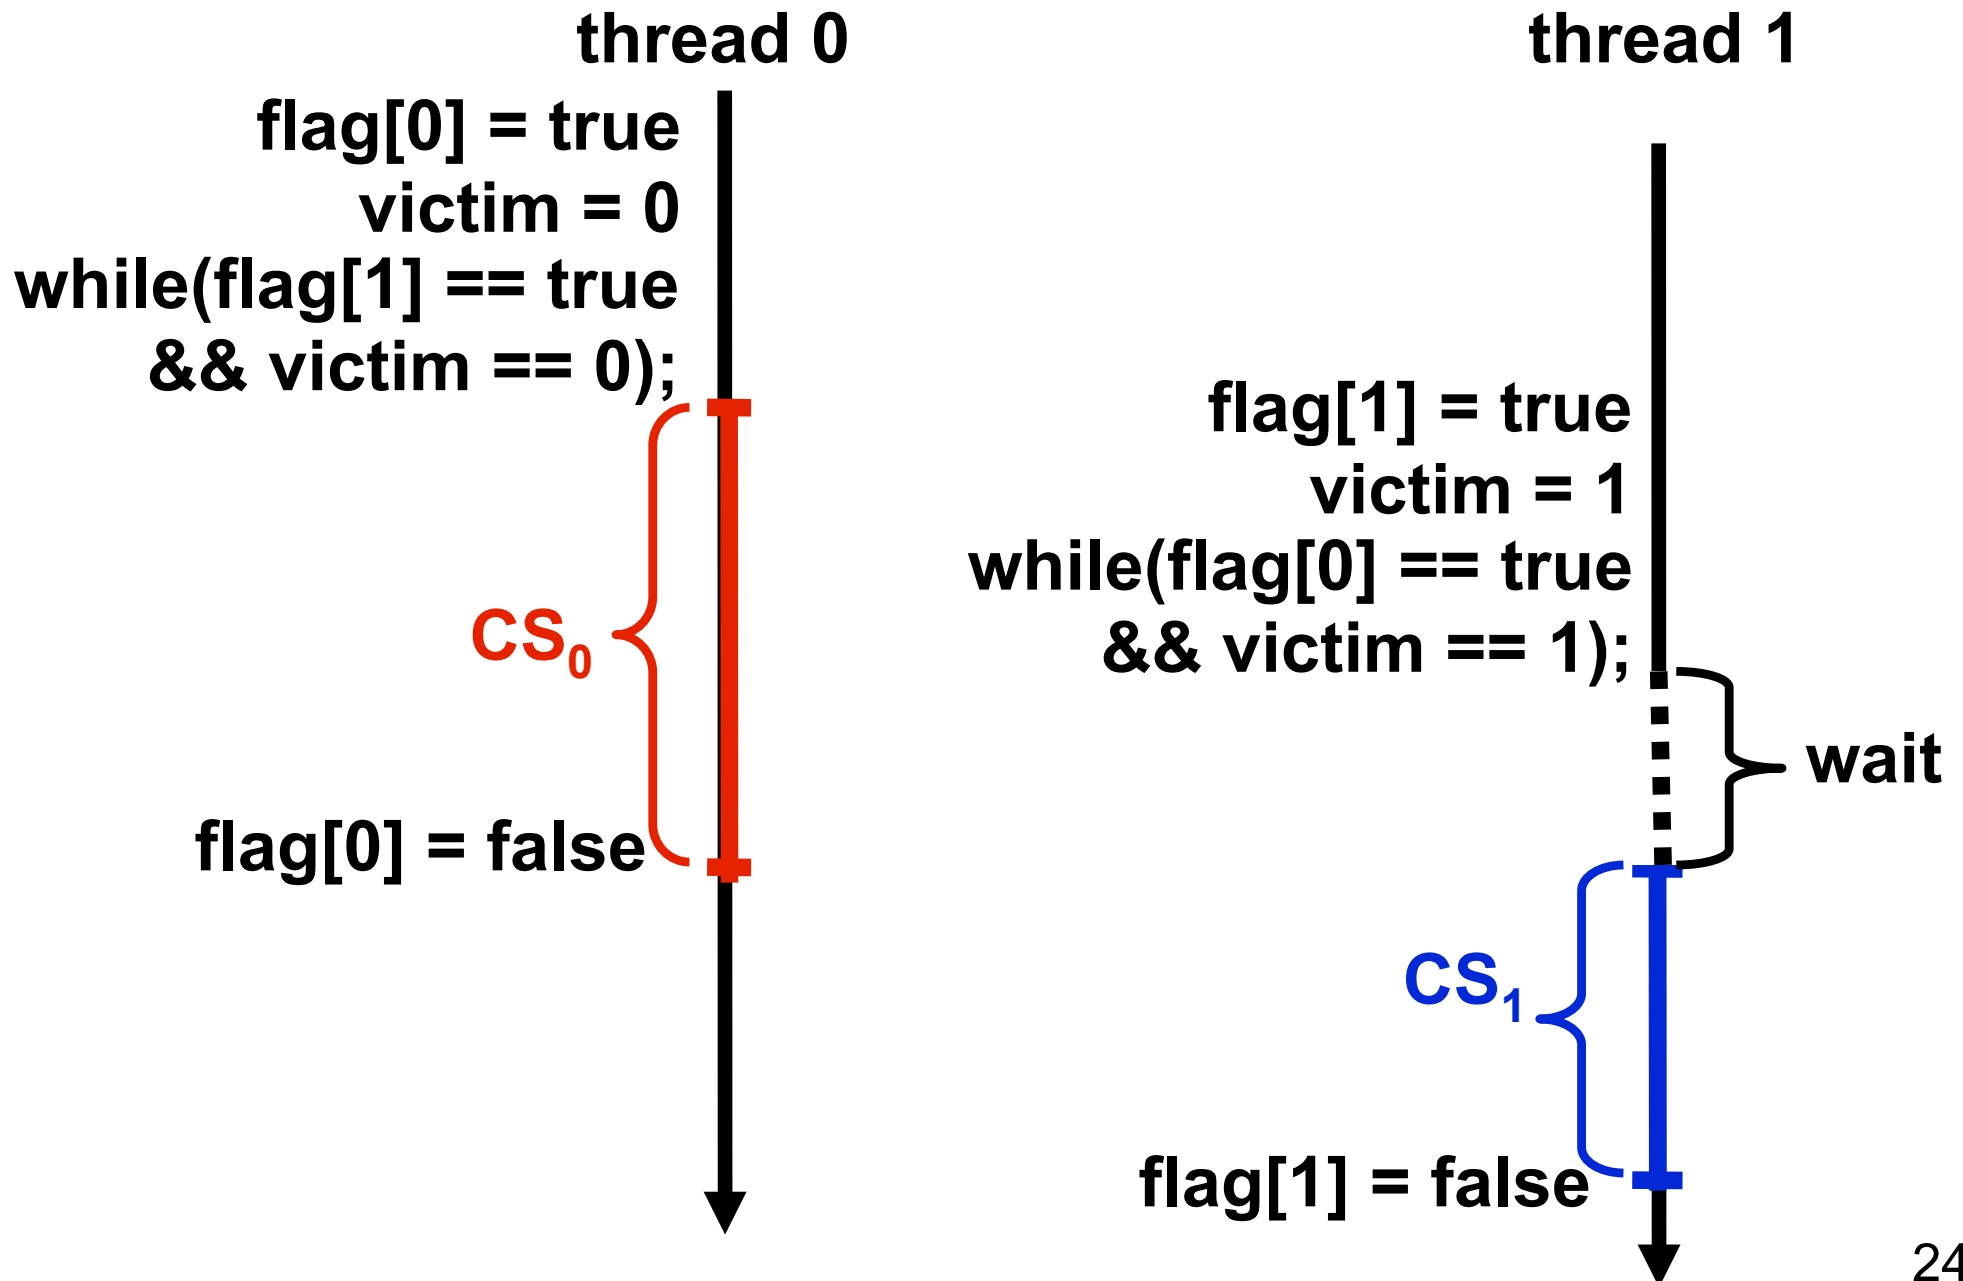 thread 0
flag[0] = true
victim = 0
while(flag[1] == true
&& victim == 0);
CS₀
flag[0] = false
thread 1
flag[1] = true
victim = 1
while(flag[0] == true
&& victim == 1);
wait
CS₁
flag[1] = false
24